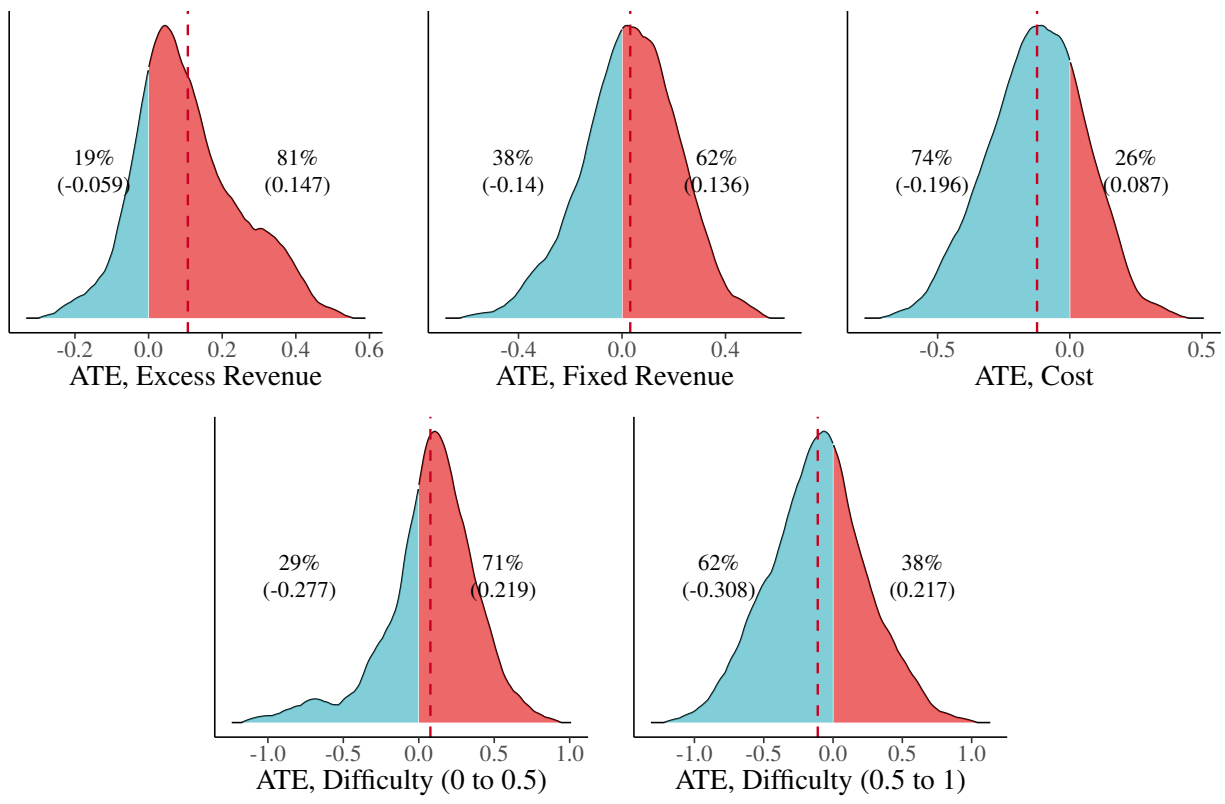 19%
(-0.059)
81%
(0.147)
-0.2 0.0 0.2 0.4 0.6
ATE, Excess Revenue
38%
(-0.14)
62%
(0.136)
-0.4 0.0 0.4
ATE, Fixed Revenue
74%
(-0.196)
26%
(0.087)
-0.5 0.0 0.5
ATE, Cost
29%
(-0.277)
71%
(0.219)
-1.0 -0.5 0.0 0.5 1.0
ATE, Difficulty (0 to 0.5)
62%
(-0.308)
38%
(0.217)
-1.0 -0.5 0.0 0.5 1.0
ATE, Difficulty (0.5 to 1)